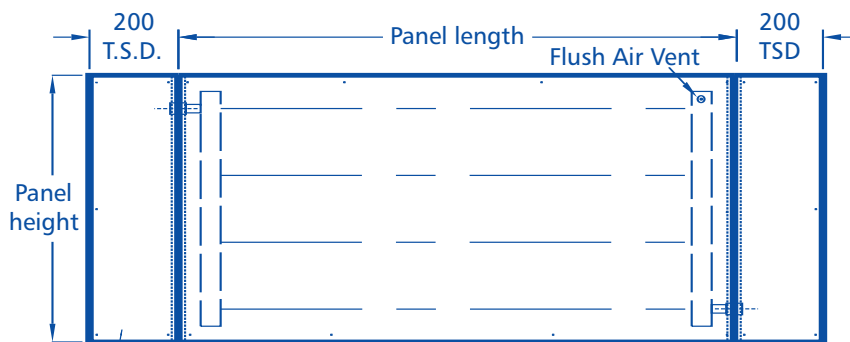 200
T.S.D.
Panel length
200
TSD
Flush Air Vent
Panel
height